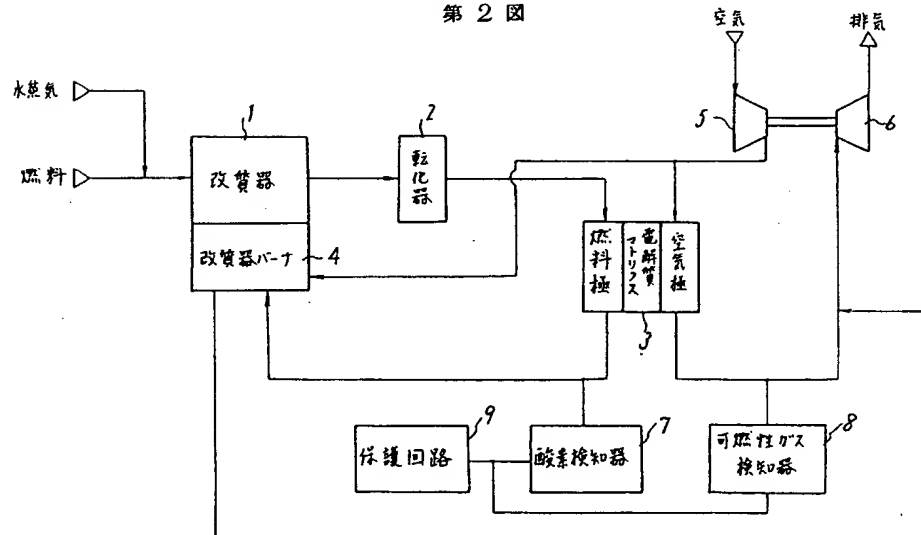 第2図
空気
排気
水蒸気
1
2
5
6
燃料
改質器
転化器
改質器バーナ
4
燃料極
電解質マトリックス
空気極
3
9
7
8
保護回路
酸素検知器
可燃性ガス
検知器